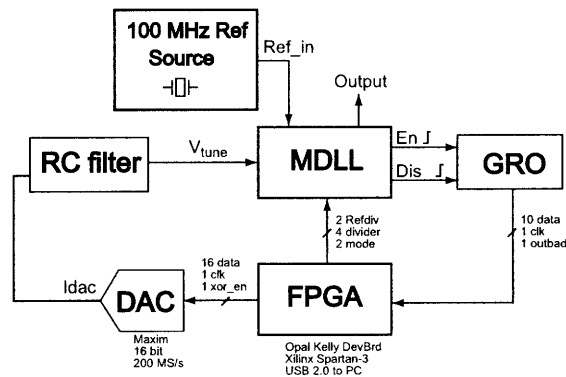 100 MHz Ref
Source
Ref_in
Output
RC filter
Vtune
MDLL
En
Dis
GRO
2 Refdiv
4 divider
2 mode
10 data
1 clk
1 outbad
Idac
DAC
16 data
1 clk
1 xor_en
FPGA
Maxim
16 bit
200 MS/s
Opal Kelly DevBrd
Xilinx Spartan-3
USB 2.0 to PC